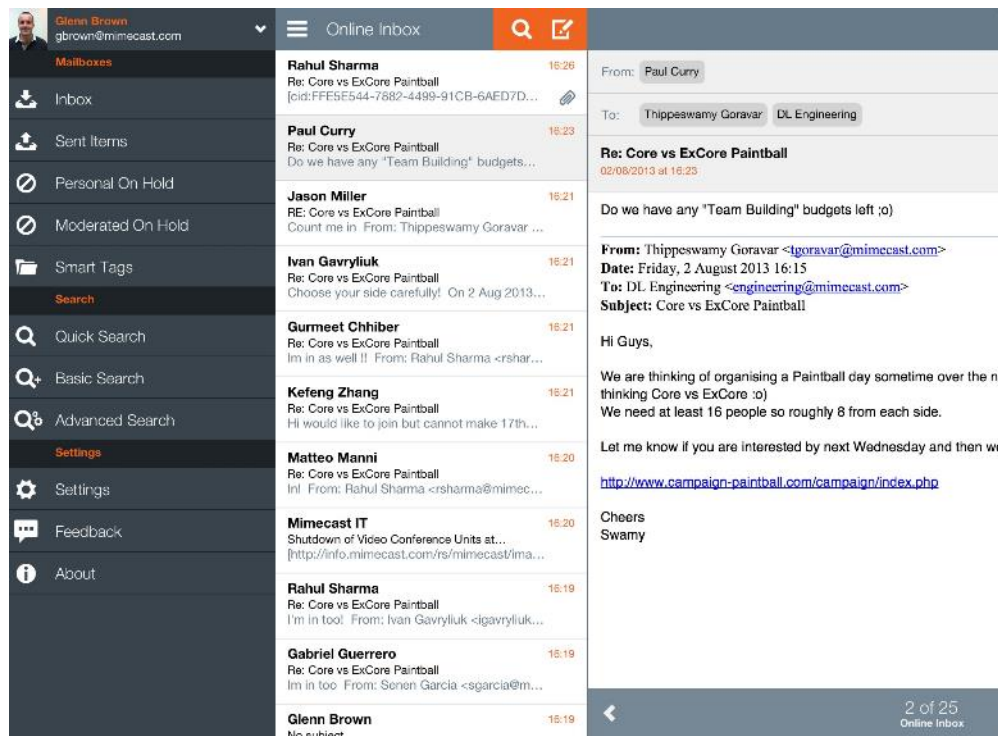 Glenn Brown
gbrown@mimecast.com
Mailboxes
Inbox
Sent Items
Personal On Hold
Moderated On Hold
Smart Tags
Search
Quick Search
Basic Search
Advanced Search
Settings
Settings
Feedback
About
Online Inbox
Rahul Sharma 16:26
Re: Core vs ExCore Paintball
[cid:FFE5E544-7882-4499-91CB-6AED7D...
Paul Curry 16:23
Re: Core vs ExCore Paintball
Do we have any "Team Building" budgets...
Jason Miller 16:21
RE: Core vs ExCore Paintball
Count me in From: Thippeswamy Goravar ...
Ivan Gavryliuk 16:21
Re: Core vs ExCore Paintball
Choose your side carefully! On 2 Aug 2013...
Gurmeet Chhiber 16:21
Re: Core vs ExCore Paintball
Im in as well !! From: Rahul Sharma <rshar...
Kefeng Zhang 16:21
Re: Core vs ExCore Paintball
Hi would like to join but cannot make 17th...
Matteo Manni 16:20
Re: Core vs ExCore Paintball
In! From: Rahul Sharma <rsharma@mimec...
Mimecast IT 16:20
Shutdown of Video Conference Units at...
[http://info.mimecast.com/rs/mimecast/ima...
Rahul Sharma 16:19
Re: Core vs ExCore Paintball
I'm in too! From: Ivan Gavryliuk <igavryliuk...
Gabriel Guerrero 16:19
Re: Core vs ExCore Paintball
Im in too From: Senen Garcia <sgarcia@m...
Glenn Brown 16:19
No subject
From: Paul Curry
To: Thippeswamy Goravar DL Engineering
Re: Core vs ExCore Paintball
02/08/2013 at 16:23
Do we have any "Team Building" budgets left ;o)
From: Thippeswamy Goravar <tgoravar@mimecast.com>
Date: Friday, 2 August 2013 16:15
To: DL Engineering <engineering@mimecast.com>
Subject: Core vs ExCore Paintball
Hi Guys,
We are thinking of organising a Paintball day sometime over the n
thinking Core vs ExCore :o)
We need at least 16 people so roughly 8 from each side.
Let me know if you are interested by next Wednesday and then we
http://www.campaign-paintball.com/campaign/index.php
Cheers
Swamy
2 of 25
Online Inbox